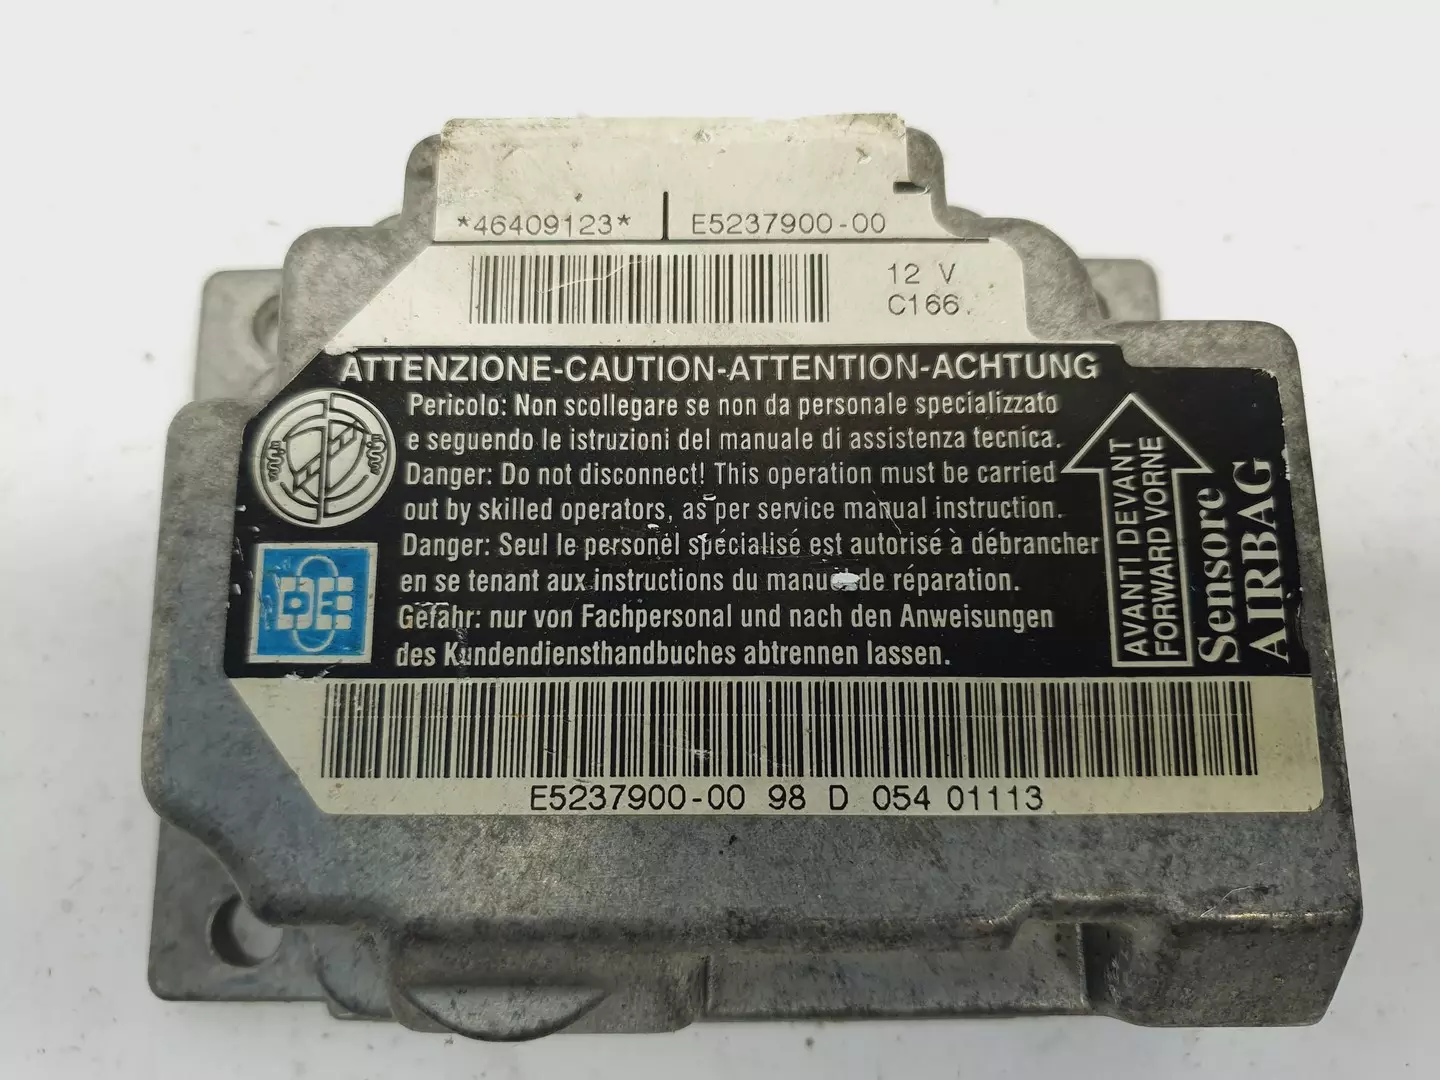 *46409123* E5237900-00
12 V
C166.
ATTENZIONE-CAUTION-ATTENTION-ACHTUNG
Pericolo: Non scollegare se non da personale specializzato
e seguendo le istruzioni del manuale di assistenza tecnica.
Danger: Do not disconnect! This operation must be carried
out by skilled operators, as per service manual instruction.
Danger: Seul le personel spécialisé est autorisé à débrancher
en se tenant aux instructions du manuel de réparation.
Gefahr: nur von Fachpersonal und nach den Anweisungen
des Kundendiensthandbuches abtrennen lassen.
AVANTI DEVANT
FORWARD VORNE
Sensore
AIRBAG
E5237900-00 98 D 054 01113